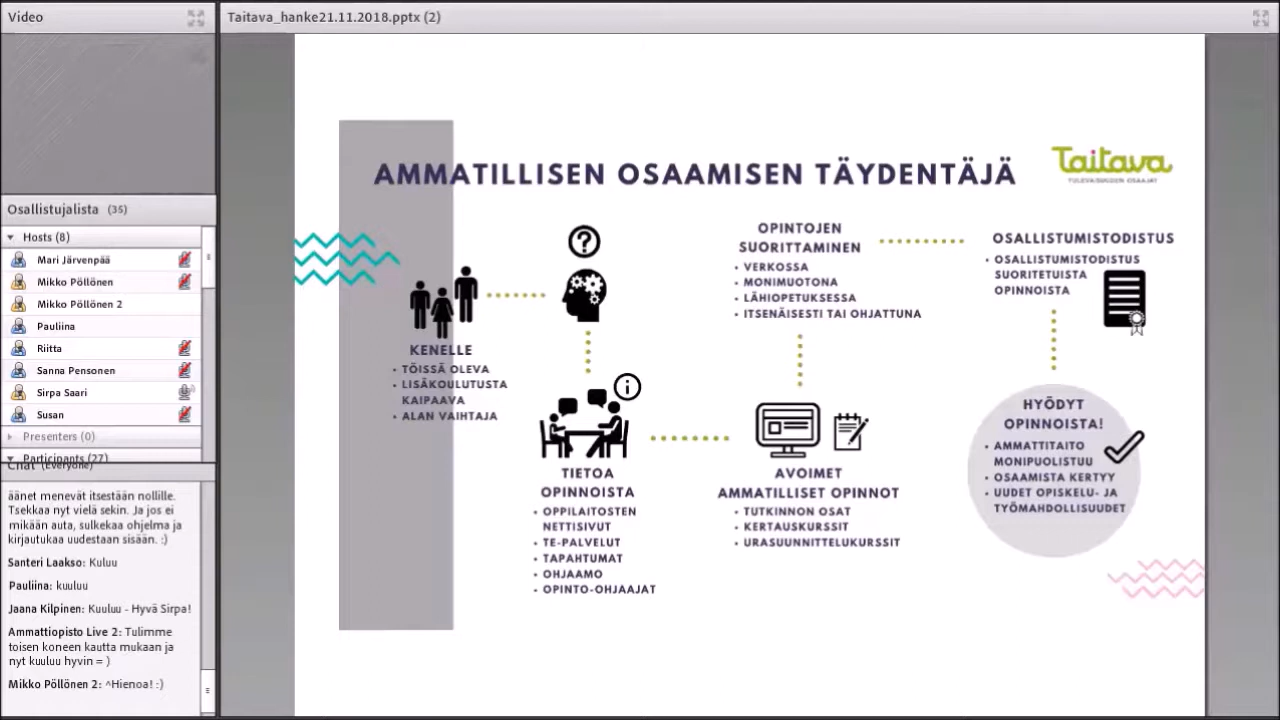 Video
Taitava_hanke21.11.2018.pptx (2)
Osallistujalista (35)
Hosts (8)
Mari Järvenpää
Mikko Pöllönen
Mikko Pöllönen 2
Pauliina
Riitta
Sanna Pensonen
Sirpa Saari
Susan
Presenters (0)
Participants (27)
Chat (Everyone)
äänet menevät itsestään nollille.
Tsekkaa nyt vielä sekin. Ja jos ei
mikään auta, sulkekaa ohjelma ja
kirjautukaa uudestaan sisään. :)
Santeri Laakso: Kuluu
Pauliina: kuuluu
Jaana Kilpinen: Kuuluu - Hyvä Sirpa!
Ammattiopisto Live 2: Tulimme
toisen koneen kautta mukaan ja
nyt kuuluu hyvin = )
Mikko Pöllönen 2: ^Hienoa! :)
AMMATILLISEN OSAAMISEN TÄYDENTÄJÄ
Taitava
TULEVAISUUDEN OSAAJAT
KENELLE
• TÖISSÄ OLEVA
• LISÄKOULUTUSTA
KAIPAAVA
• ALAN VAIHTAJA
?
i
TIETOA
OPINNOISTA
• OPPILAITOSTEN
NETTISIVUT
• TE-PALVELUT
• TAPAHTUMAT
• OHJAAMO
• OPINTO-OHJAAJAT
AVOIMET
AMMATILLISET OPINNOT
• TUTKINNON OSAT
• KERTAUSKURSSIT
• URASUUNNITTELUKURSSIT
OPINTOJEN
SUORITTAMINEN
• VERKOSSA
• MONIMUOTONA
• LÄHIOPETUKSESSA
• ITSENÄISESTI TAI OHJATTUNA
OSALLISTUMISTODISTUS
• OSALLISTUMISTODISTUS
SUORITETUISTA
OPINNOISTA
HYÖDYT
OPINNOISTA!
• AMMATTITAITO
MONIPUOLISTUU
• OSAAMISTA KERTYY
• UUDET OPISKELU- JA
TYÖMAHDOLLISUUDET